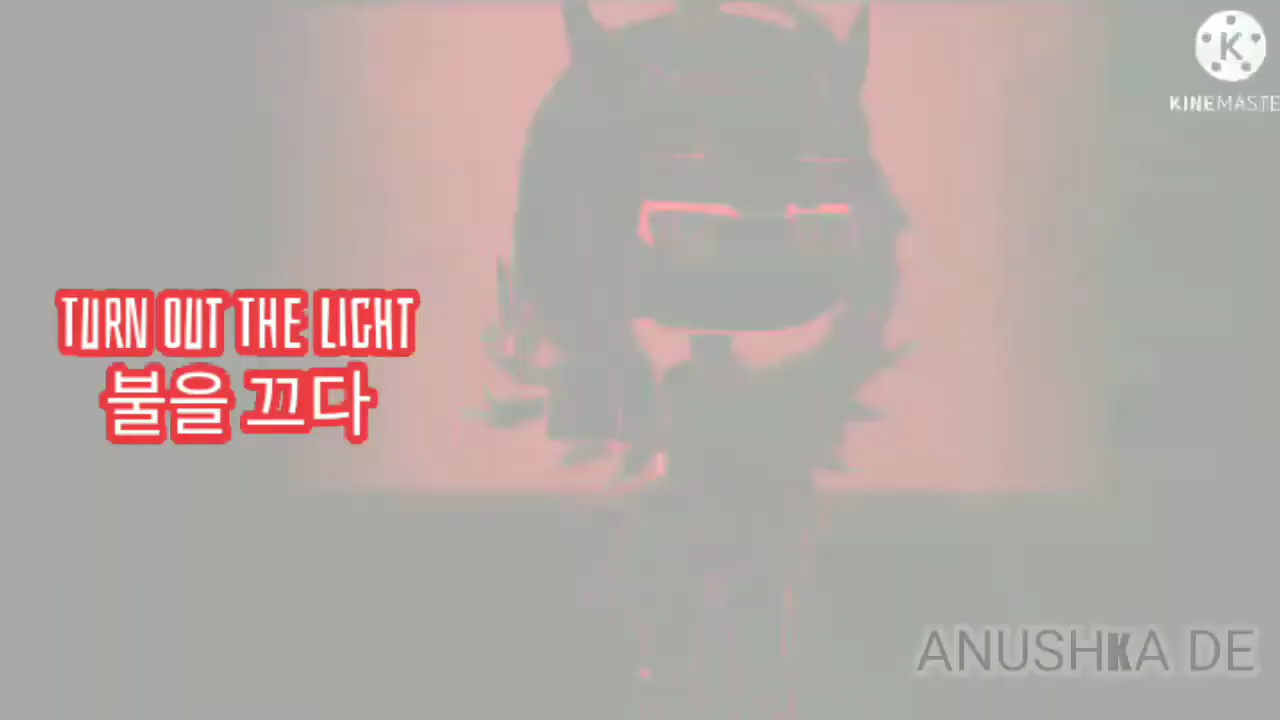 KINEMASTE
TURN OUT THE LIGHT
불을 끄다
ANUSHKA DE